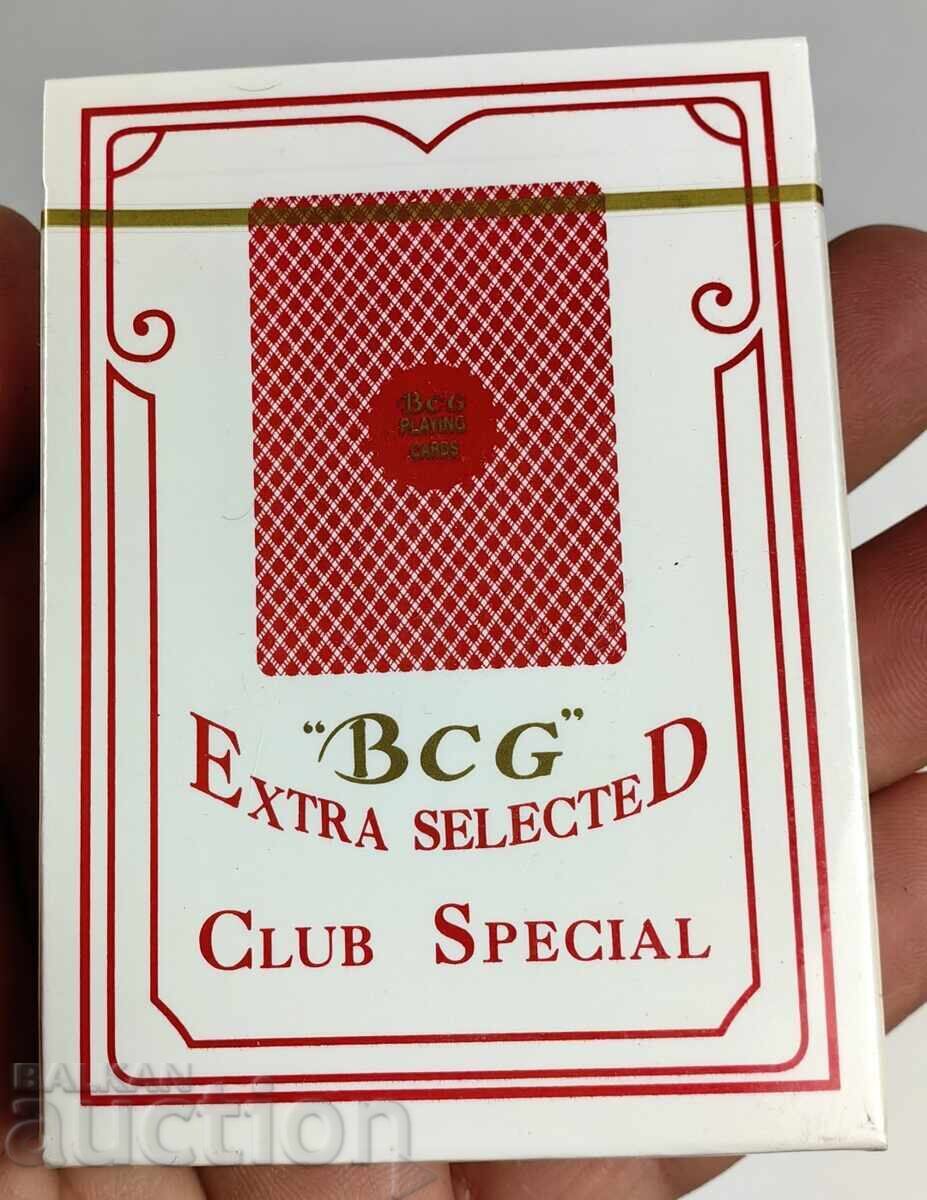 BCG
PLAYING
CARDS
"BCG"
EXTRA SELECTED
CLUB SPECIAL
BALKAN
auction